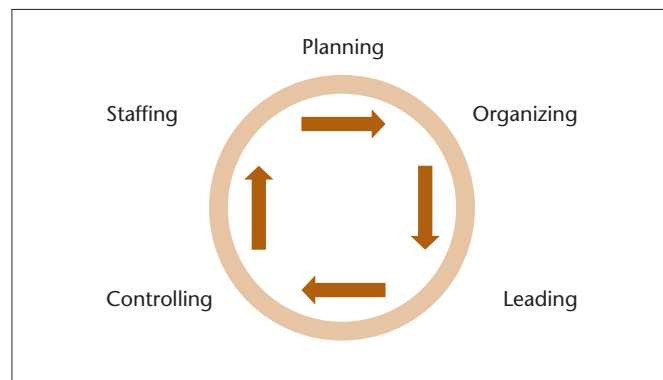 Planning
Staffing
Organizing
Controlling
Leading